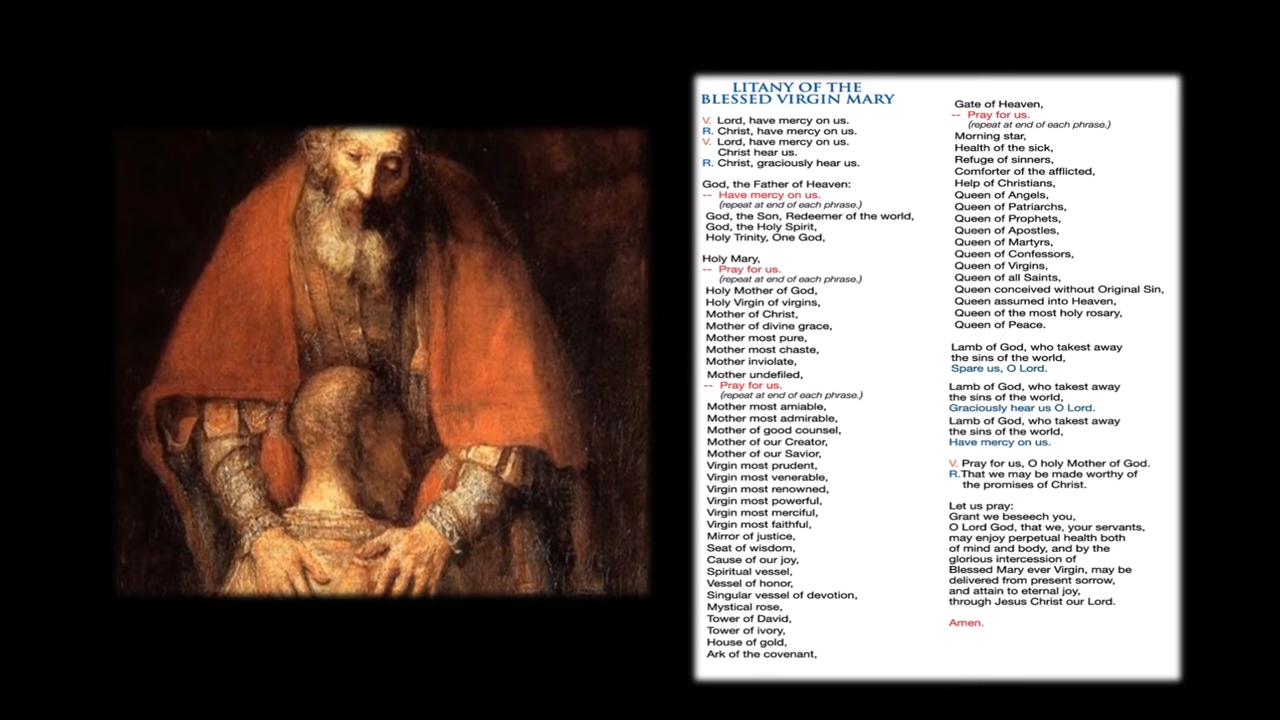 LITANY OF THE
BLESSED VIRGIN MARY
V. Lord, have mercy on us.
R. Christ, have mercy on us.
V. Lord, have mercy on us.
Christ hear us.
R. Christ, graciously hear us.
God, the Father of Heaven:
-- Have mercy on us.
(repeat at end of each phrase.)
God, the Son, Redeemer of the world,
God, the Holy Spirit,
Holy Trinity, One God,
Holy Mary,
-- Pray for us.
(repeat at end of each phrase.)
Holy Mother of God,
Holy Virgin of virgins,
Mother of Christ,
Mother of divine grace,
Mother most pure,
Mother most chaste,
Mother inviolate,
Mother undefiled,
-- Pray for us.
(repeat at end of each phrase.)
Mother most amiable,
Mother most admirable,
Mother of good counsel,
Mother of our Creator,
Mother of our Savior,
Virgin most prudent,
Virgin most venerable,
Virgin most renowned,
Virgin most powerful,
Virgin most merciful,
Virgin most faithful,
Mirror of justice,
Seat of wisdom,
Cause of our joy,
Spiritual vessel,
Vessel of honor,
Singular vessel of devotion,
Mystical rose,
Tower of David,
Tower of ivory,
House of gold,
Ark of the covenant,
Gate of Heaven,
-- Pray for us.
(repeat at end of each phrase.)
Morning star,
Health of the sick,
Refuge of sinners,
Comforter of the afflicted,
Help of Christians,
Queen of Angels,
Queen of Patriarchs,
Queen of Prophets,
Queen of Apostles,
Queen of Martyrs,
Queen of Confessors,
Queen of Virgins,
Queen of all Saints,
Queen conceived without Original Sin,
Queen assumed into Heaven,
Queen of the most holy rosary,
Queen of Peace.
Lamb of God, who takest away
the sins of the world,
Spare us, O Lord.
Lamb of God, who takest away
the sins of the world,
Graciously hear us O Lord.
Lamb of God, who takest away
the sins of the world,
Have mercy on us.
V. Pray for us, O holy Mother of God.
R.That we may be made worthy of
the promises of Christ.
Let us pray:
Grant we beseech you,
O Lord God, that we, your servants,
may enjoy perpetual health both
of mind and body, and by the
glorious intercession of
Blessed Mary ever Virgin, may be
delivered from present sorrow,
and attain to eternal joy,
through Jesus Christ our Lord.
Amen.